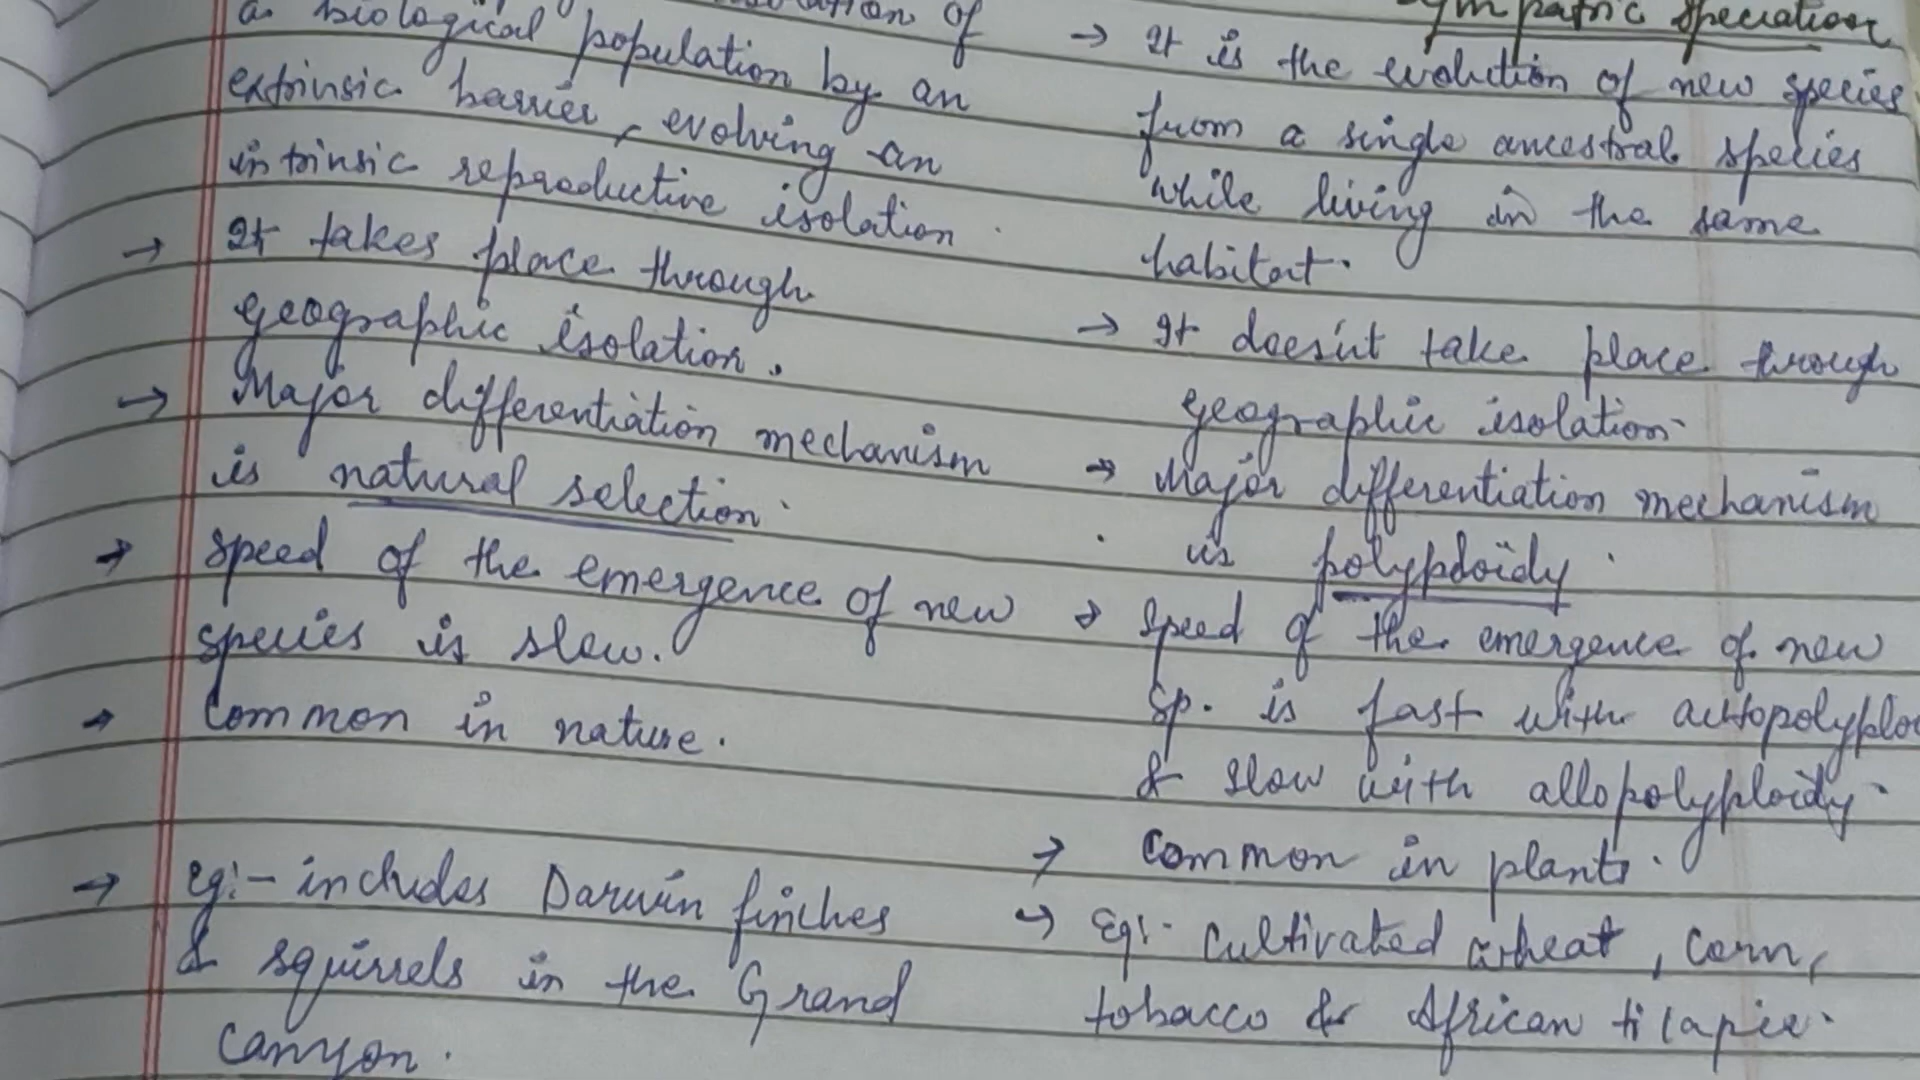 of
a biological population by an
extrinsic barrier, evolving an
intrinsic reproductive isolation.
→ It takes place through
geographic isolation.
→ Major differentiation mechanism
is natural selection.
→ speed of the emergence of new
species is slow.
→ Common in nature.
→ eg:- includes Darwin finches
& squirrels in the Grand
Canyon.
Sympatric speciation
→ It is the evolution of new species
from a single ancestral species
while living in the same
habitat.
→ It does'nt take place through
geographic isolation
→ Major differentiation mechanism
is polyploidy.
→ speed of the emergence of new
sp. is fast with autopolyplo
& slow with allopolyploidy.
→ Common in plants.
→ Eg:- cultivated wheat, corn,
tobacco & African tilapia.